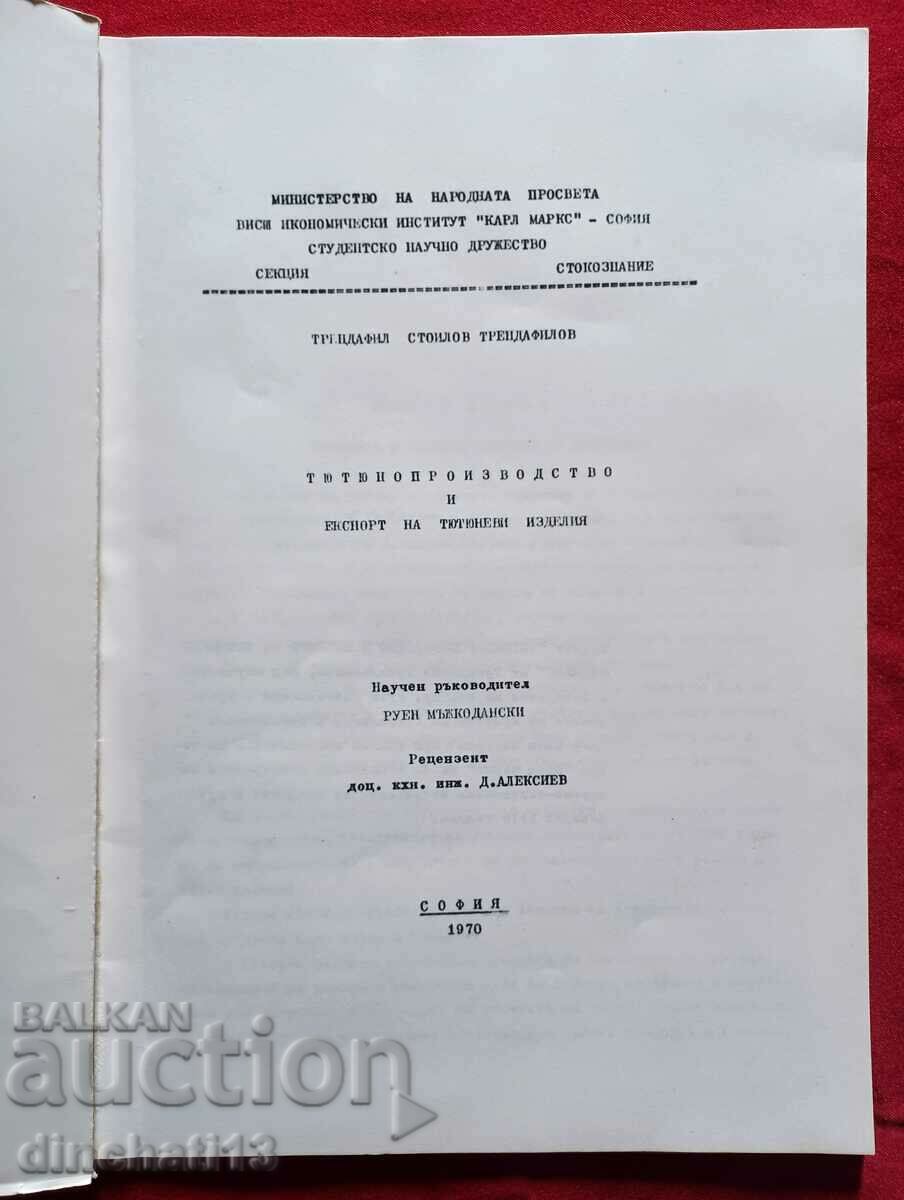 МИНИСТЕРСТВО НА НАРОДНАТА ПРОСВЕТА
ВИСШ ИКОНОМИЧЕСКИ ИНСТИТУТ "КАРЛ МАРКС" - СОФИЯ
СТУДЕНТСКО НАУЧНО ДРУЖЕСТВО
СЕКЦИЯ СТОКОЗНАНИЕ
ТРЕНДАФИЛ СТОИЛОВ ТРЕНДАФИЛОВ
ТЮТЮНОПРОИЗВОДСТВО
И
ЕКСПОРТ НА ТЮТЮНЕВИ ИЗДЕЛИЯ
Научен ръководител
РУЕН МЪЖКОДАНСКИ
Рецензент
доц. кхн. инж. Д.АЛЕКСИЕВ
СОФИЯ
1970
BALKAN
auction
dinchati13